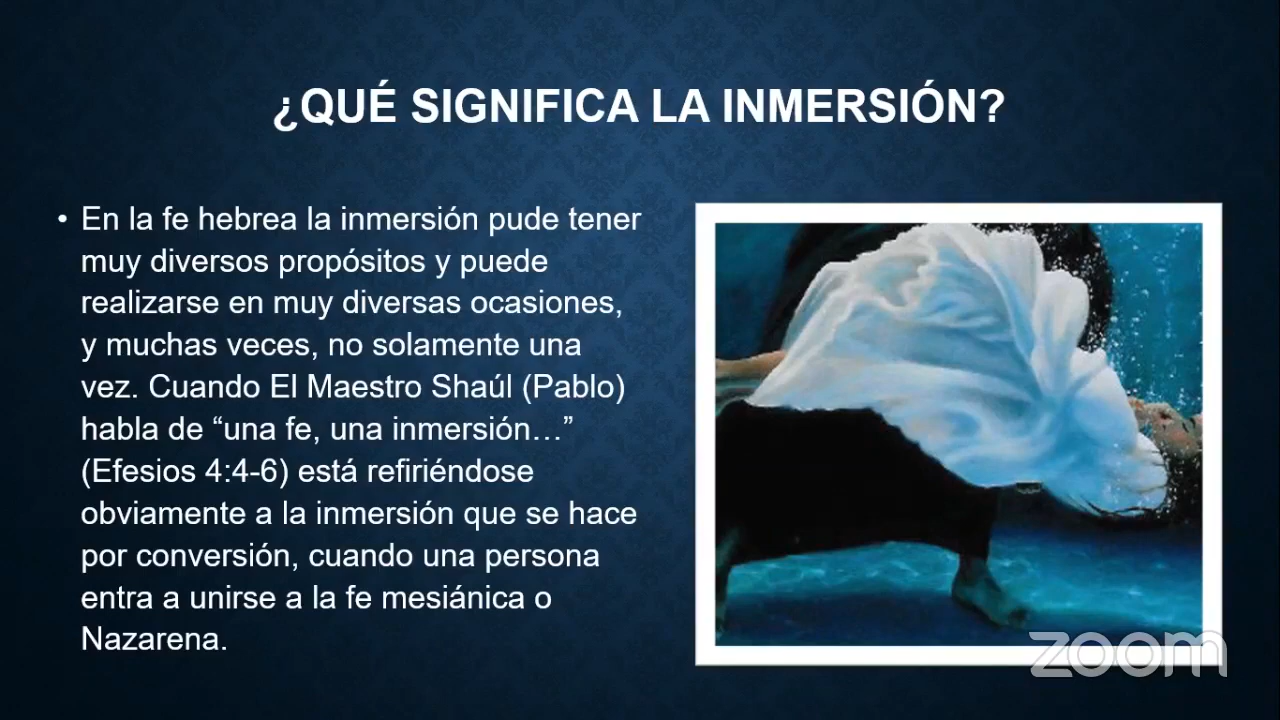 ¿QUÉ SIGNIFICA LA INMERSIÓN?
• En la fe hebrea la inmersión pude tener
muy diversos propósitos y puede
realizarse en muy diversas ocasiones,
y muchas veces, no solamente una
vez. Cuando El Maestro Shaúl (Pablo)
habla de “una fe, una inmersión…”
(Efesios 4:4-6) está refiriéndose
obviamente a la inmersión que se hace
por conversión, cuando una persona
entra a unirse a la fe mesiánica o
Nazarena.
zoom